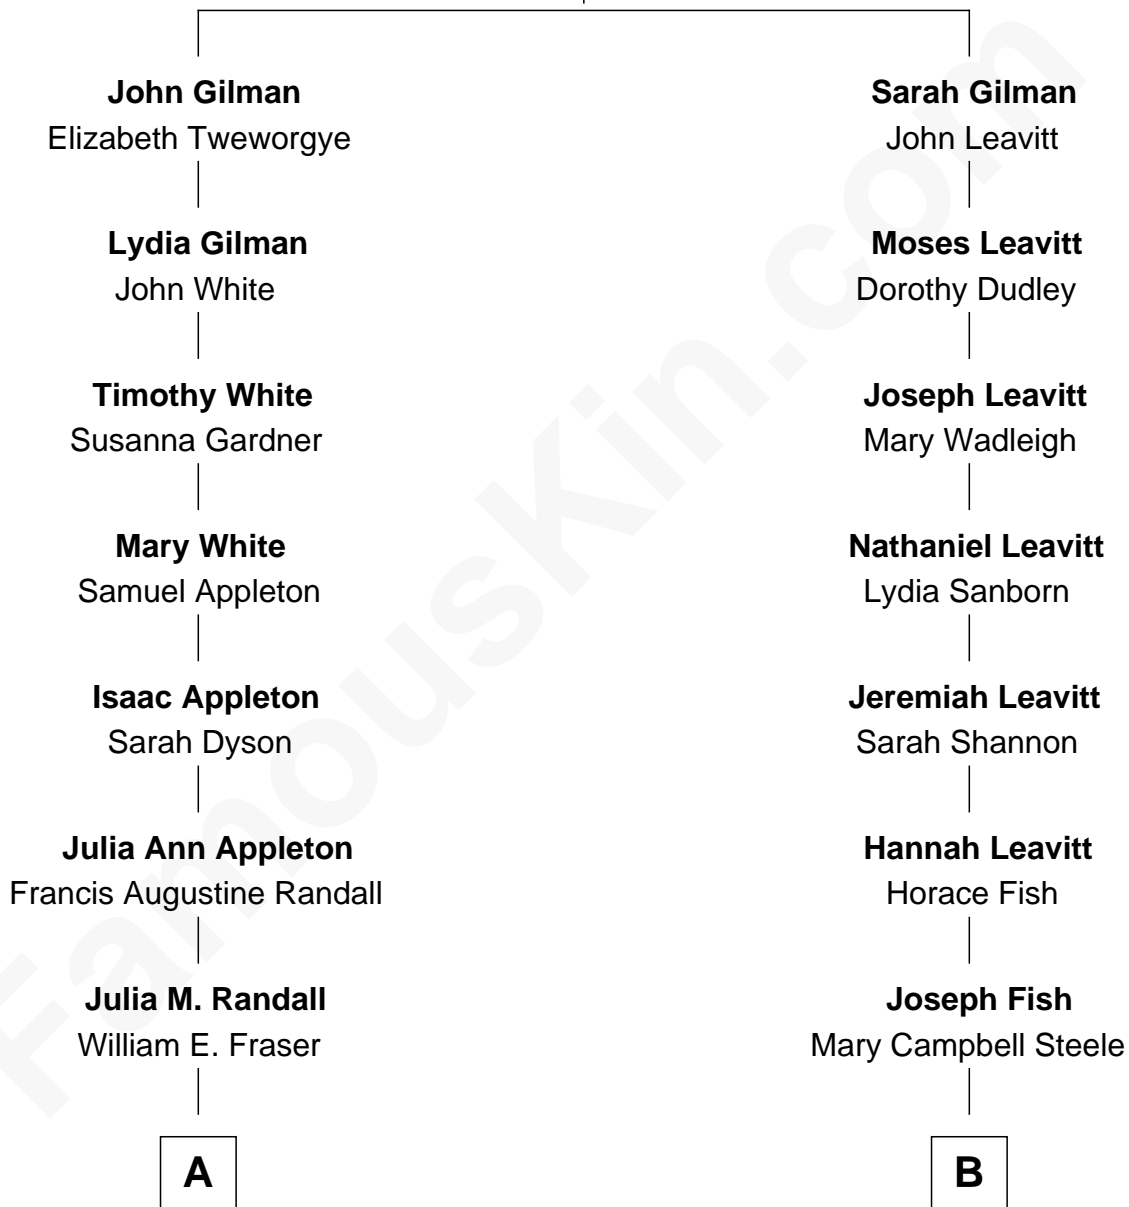 John Gilman
Elizabeth Tweworgye
Lydia Gilman
John White
Timothy White
Susanna Gardner
Mary White
Samuel Appleton
Isaac Appleton
Sarah Dyson
Julia Ann Appleton
Francis Augustine Randall
Julia M. Randall
William E. Fraser
A
Sarah Gilman
John Leavitt
Moses Leavitt
Dorothy Dudley
Joseph Leavitt
Mary Wadleigh
Nathaniel Leavitt
Lydia Sanborn
Jeremiah Leavitt
Sarah Shannon
Hannah Leavitt
Horace Fish
Joseph Fish
Mary Campbell Steele
B
FamousKin.com